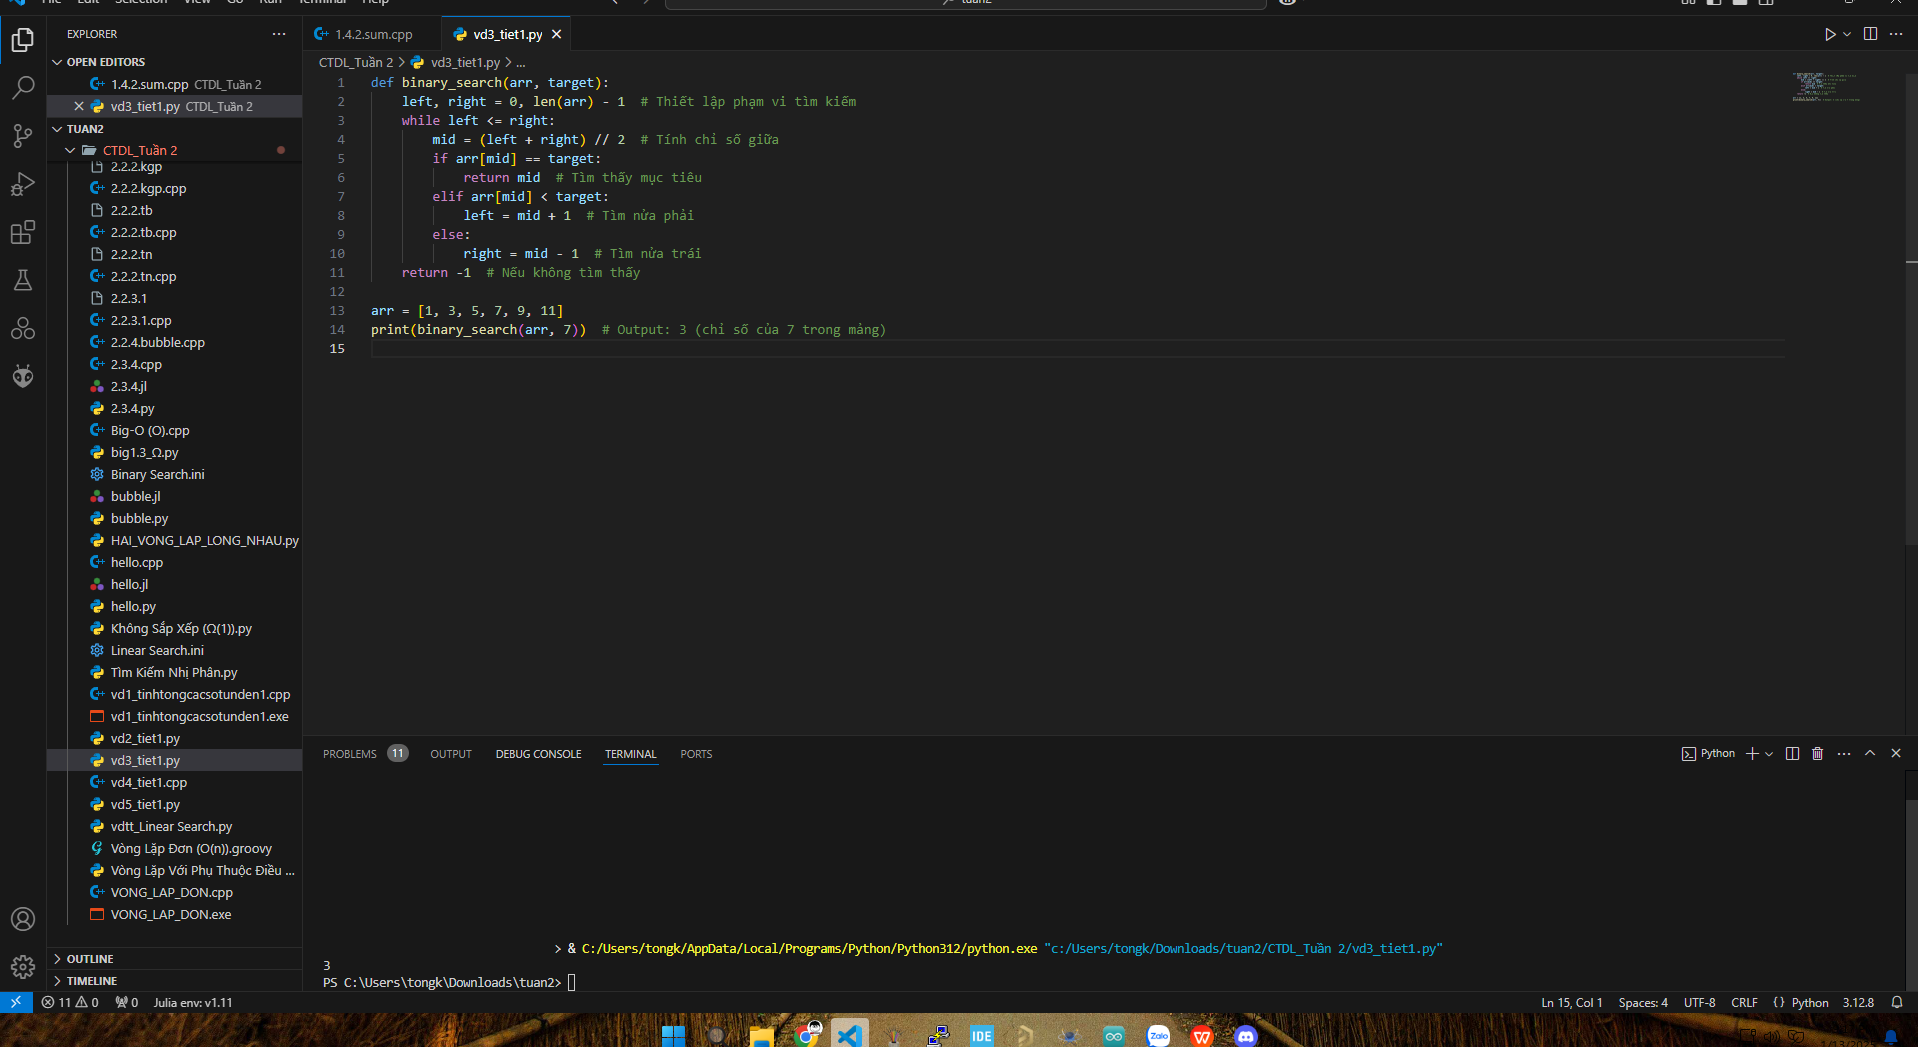 File Edit Selection View Go Run Terminal Help
tuan2
EXPLORER
OPEN EDITORS
1.4.2.sum.cpp CTDL_Tuần 2
vd3_tiet1.py CTDL_Tuần 2
TUAN2
CTDL_Tuần 2
2.2.2.kgp
2.2.2.kgp.cpp
2.2.2.tb
2.2.2.tb.cpp
2.2.2.tn
2.2.2.tn.cpp
2.2.3.1
2.2.3.1.cpp
2.2.4.bubble.cpp
2.3.4.cpp
2.3.4.jl
2.3.4.py
Big-O (O).cpp
big1.3_Ω.py
Binary Search.ini
bubble.jl
bubble.py
HAI_VONG_LAP_LONG_NHAU.py
hello.cpp
hello.jl
hello.py
Không Sắp Xếp (Ω(1)).py
Linear Search.ini
Tìm Kiếm Nhị Phân.py
vd1_tinhtongcacsotunden1.cpp
vd1_tinhtongcacsotunden1.exe
vd2_tiet1.py
vd3_tiet1.py
vd4_tiet1.cpp
vd5_tiet1.py
vdtt_Linear Search.py
Vòng Lặp Đơn (O(n)).groovy
Vòng Lặp Với Phụ Thuộc Điều ...
VONG_LAP_DON.cpp
VONG_LAP_DON.exe
OUTLINE
TIMELINE
1.4.2.sum.cpp
vd3_tiet1.py
CTDL_Tuần 2 > vd3_tiet1.py > ...
1 def binary_search(arr, target):
2 left, right = 0, len(arr) - 1 # Thiết lập phạm vi tìm kiếm
3 while left <= right:
4 mid = (left + right) // 2 # Tính chỉ số giữa
5 if arr[mid] == target:
6 return mid # Tìm thấy mục tiêu
7 elif arr[mid] < target:
8 left = mid + 1 # Tìm nửa phải
9 else:
10 right = mid - 1 # Tìm nửa trái
11 return -1 # Nếu không tìm thấy
12
13 arr = [1, 3, 5, 7, 9, 11]
14 print(binary_search(arr, 7)) # Output: 3 (chỉ số của 7 trong mảng)
15
PROBLEMS 11 OUTPUT DEBUG CONSOLE TERMINAL PORTS
Python
> & C:/Users/tongk/AppData/Local/Programs/Python/Python312/python.exe "c:/Users/tongk/Downloads/tuan2/CTDL_Tuần 2/vd3_tiet1.py"
3
PS C:\Users\tongk\Downloads\tuan2>
11 0 0 Julia env: v1.11
Ln 15, Col 1 Spaces: 4 UTF-8 CRLF {} Python 3.12.8
IDE
Zalo